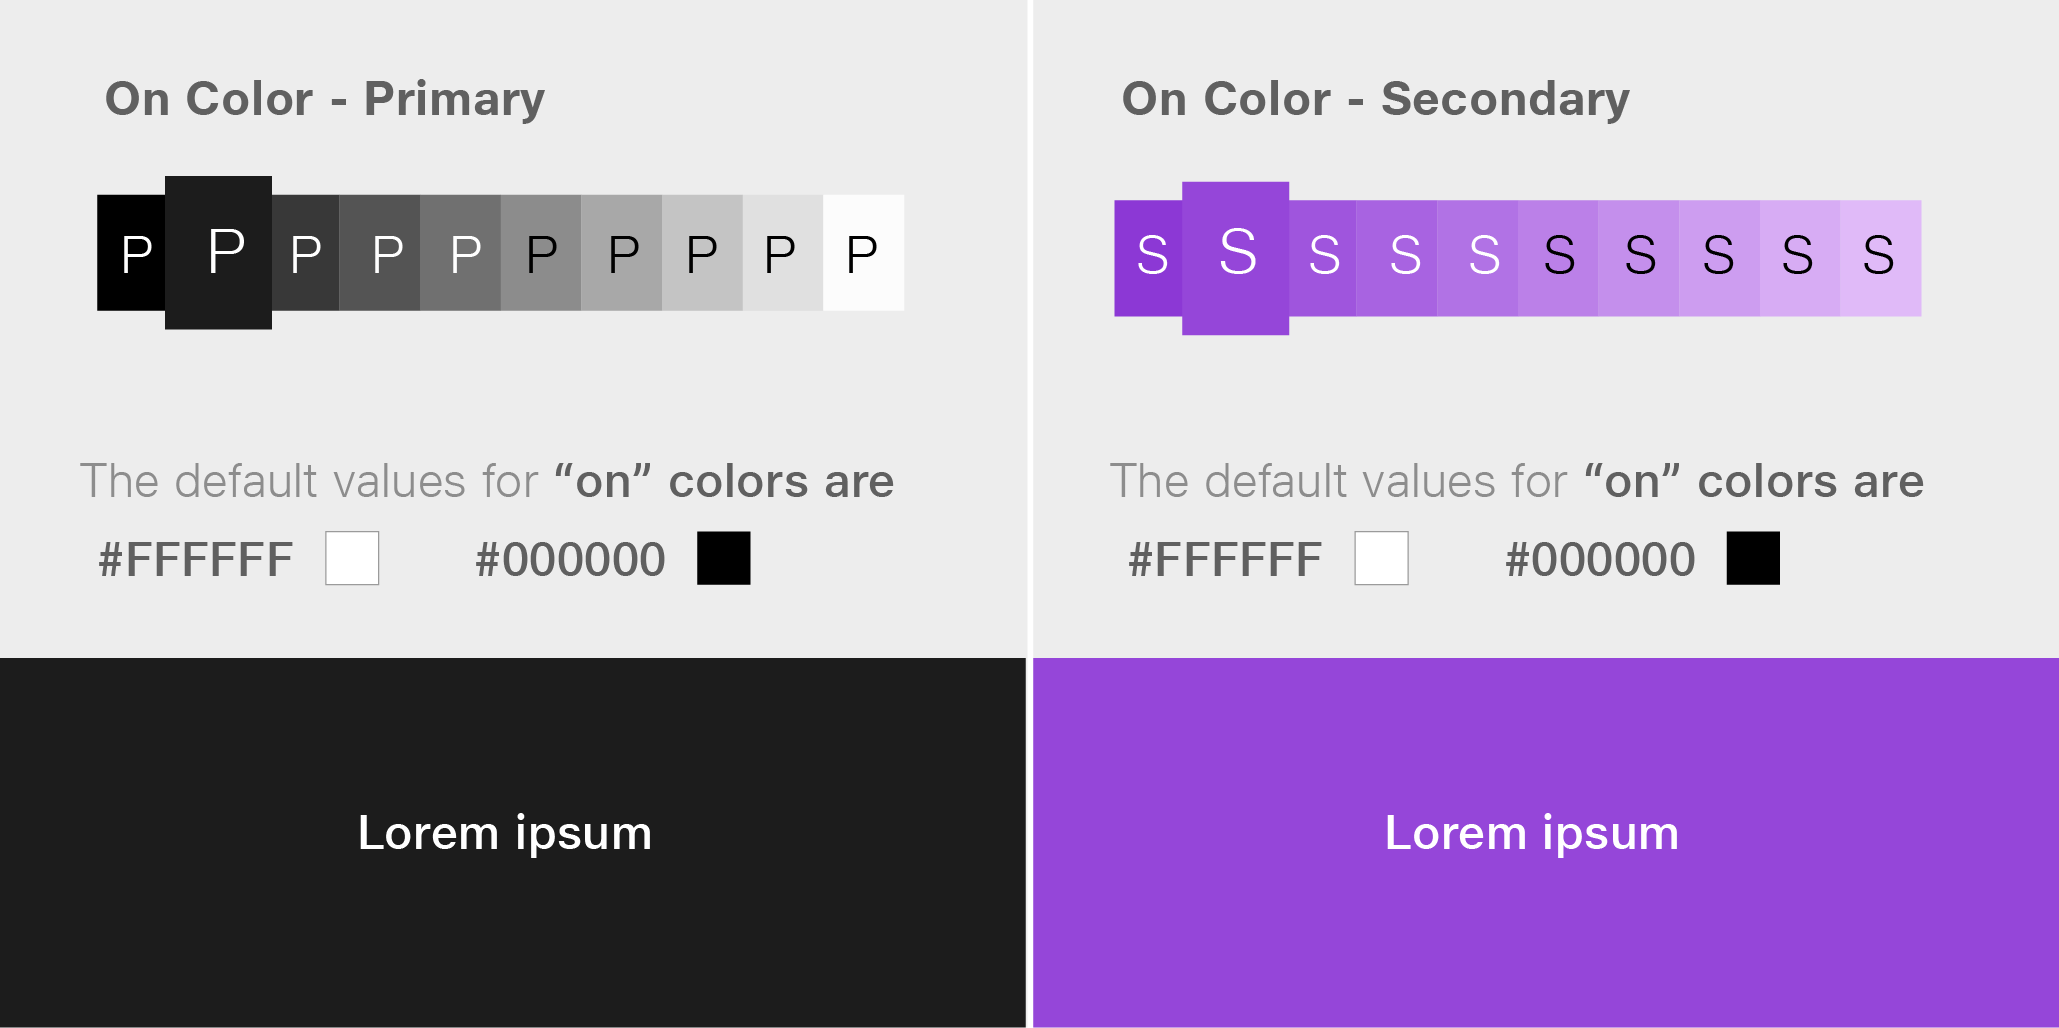 On Color - Primary
P P P P P P P P P P
The default values for “on” colors are
#FFFFFF #000000
Lorem ipsum
On Color - Secondary
S S S S S S S S S S
The default values for “on” colors are
#FFFFFF #000000
Lorem ipsum